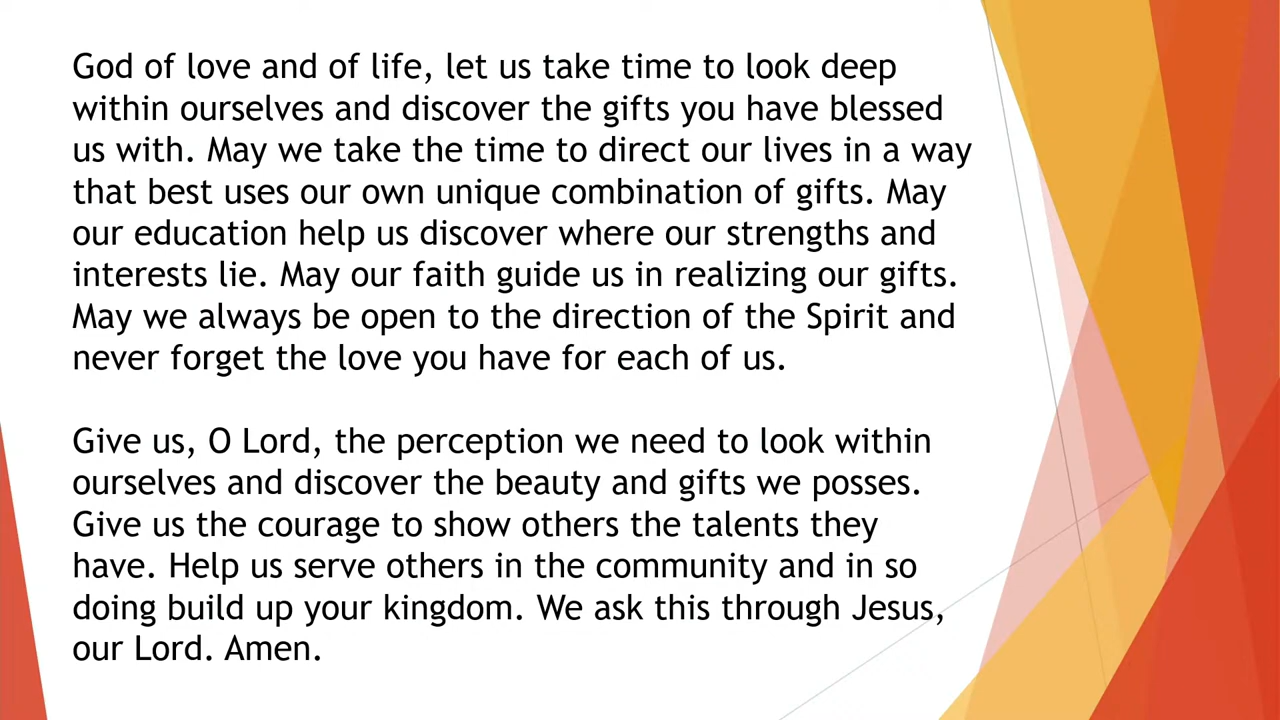 God of love and of life, let us take time to look deep
within ourselves and discover the gifts you have blessed
us with. May we take the time to direct our lives in a way
that best uses our own unique combination of gifts. May
our education help us discover where our strengths and
interests lie. May our faith guide us in realizing our gifts.
May we always be open to the direction of the Spirit and
never forget the love you have for each of us.
Give us, O Lord, the perception we need to look within
ourselves and discover the beauty and gifts we posses.
Give us the courage to show others the talents they
have. Help us serve others in the community and in so
doing build up your kingdom. We ask this through Jesus,
our Lord. Amen.